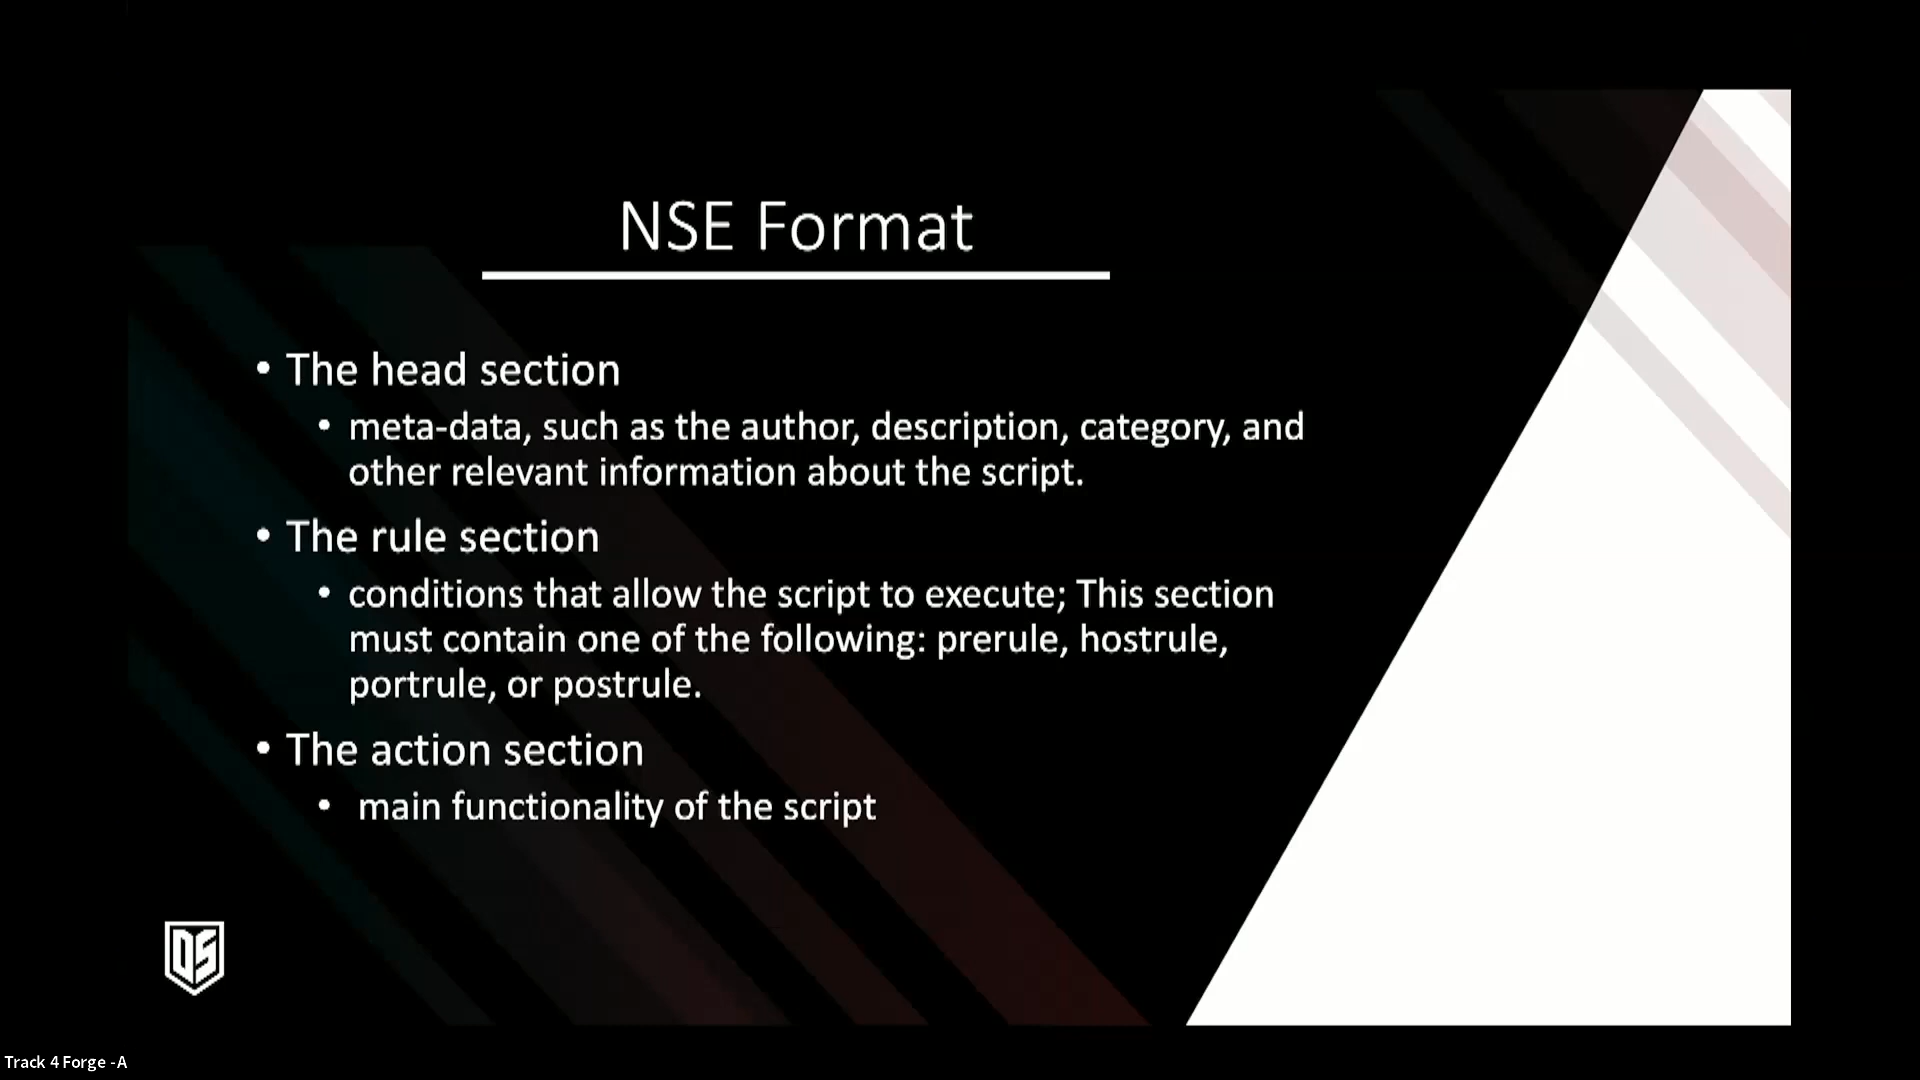 NSE Format
• The head section
• meta-data, such as the author, description, category, and
other relevant information about the script.
• The rule section
• conditions that allow the script to execute; This section
must contain one of the following: prerule, hostrule,
portrule, or postrule.
• The action section
• main functionality of the script
DS
Track 4 Forge -A